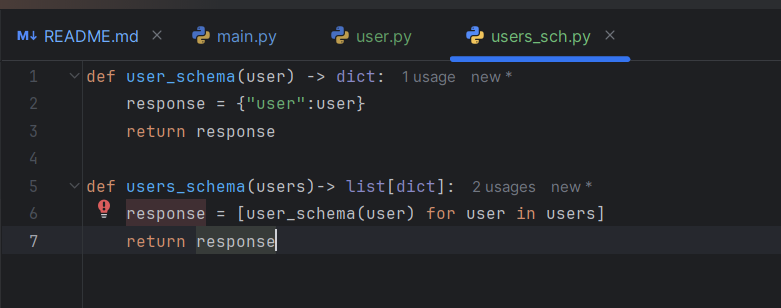 M↓ README.md × main.py user.py users_sch.py ×
1 def user_schema(user) -> dict: 1 usage new *
2 response = {"user":user}
3 return response
4
5 def users_schema(users)-> list[dict]: 2 usages new *
6 response = [user_schema(user) for user in users]
7 return response